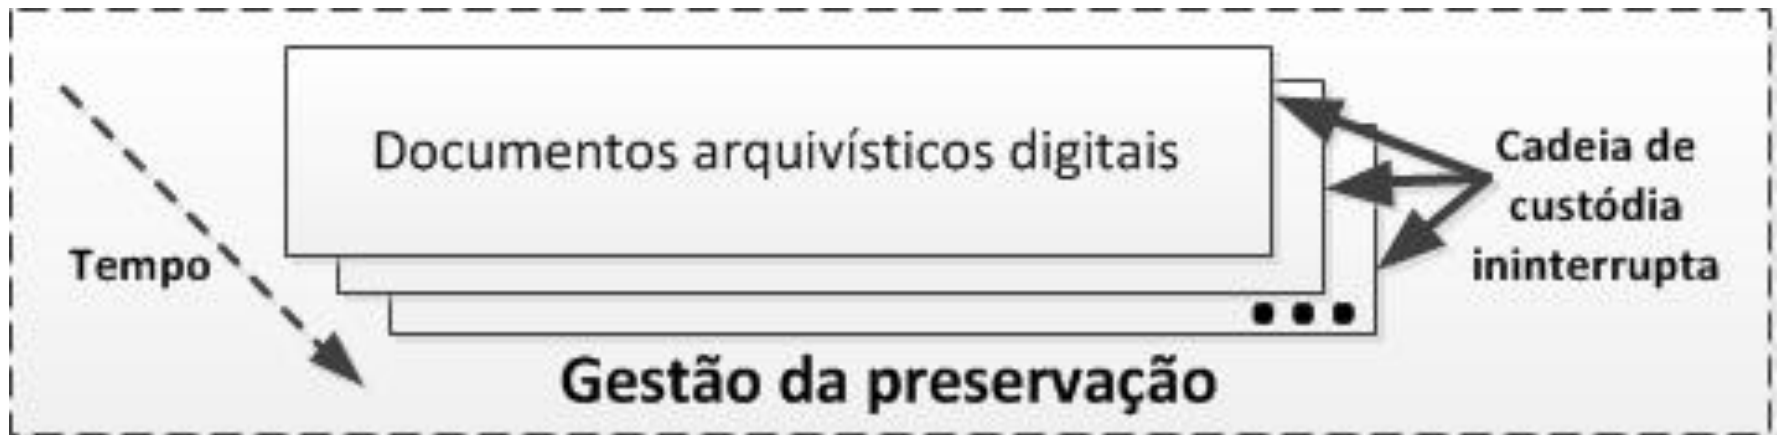 Documentos arquivísticos digitais
Tempo
Cadeia de
custódia
ininterrupta
Gestão da preservação